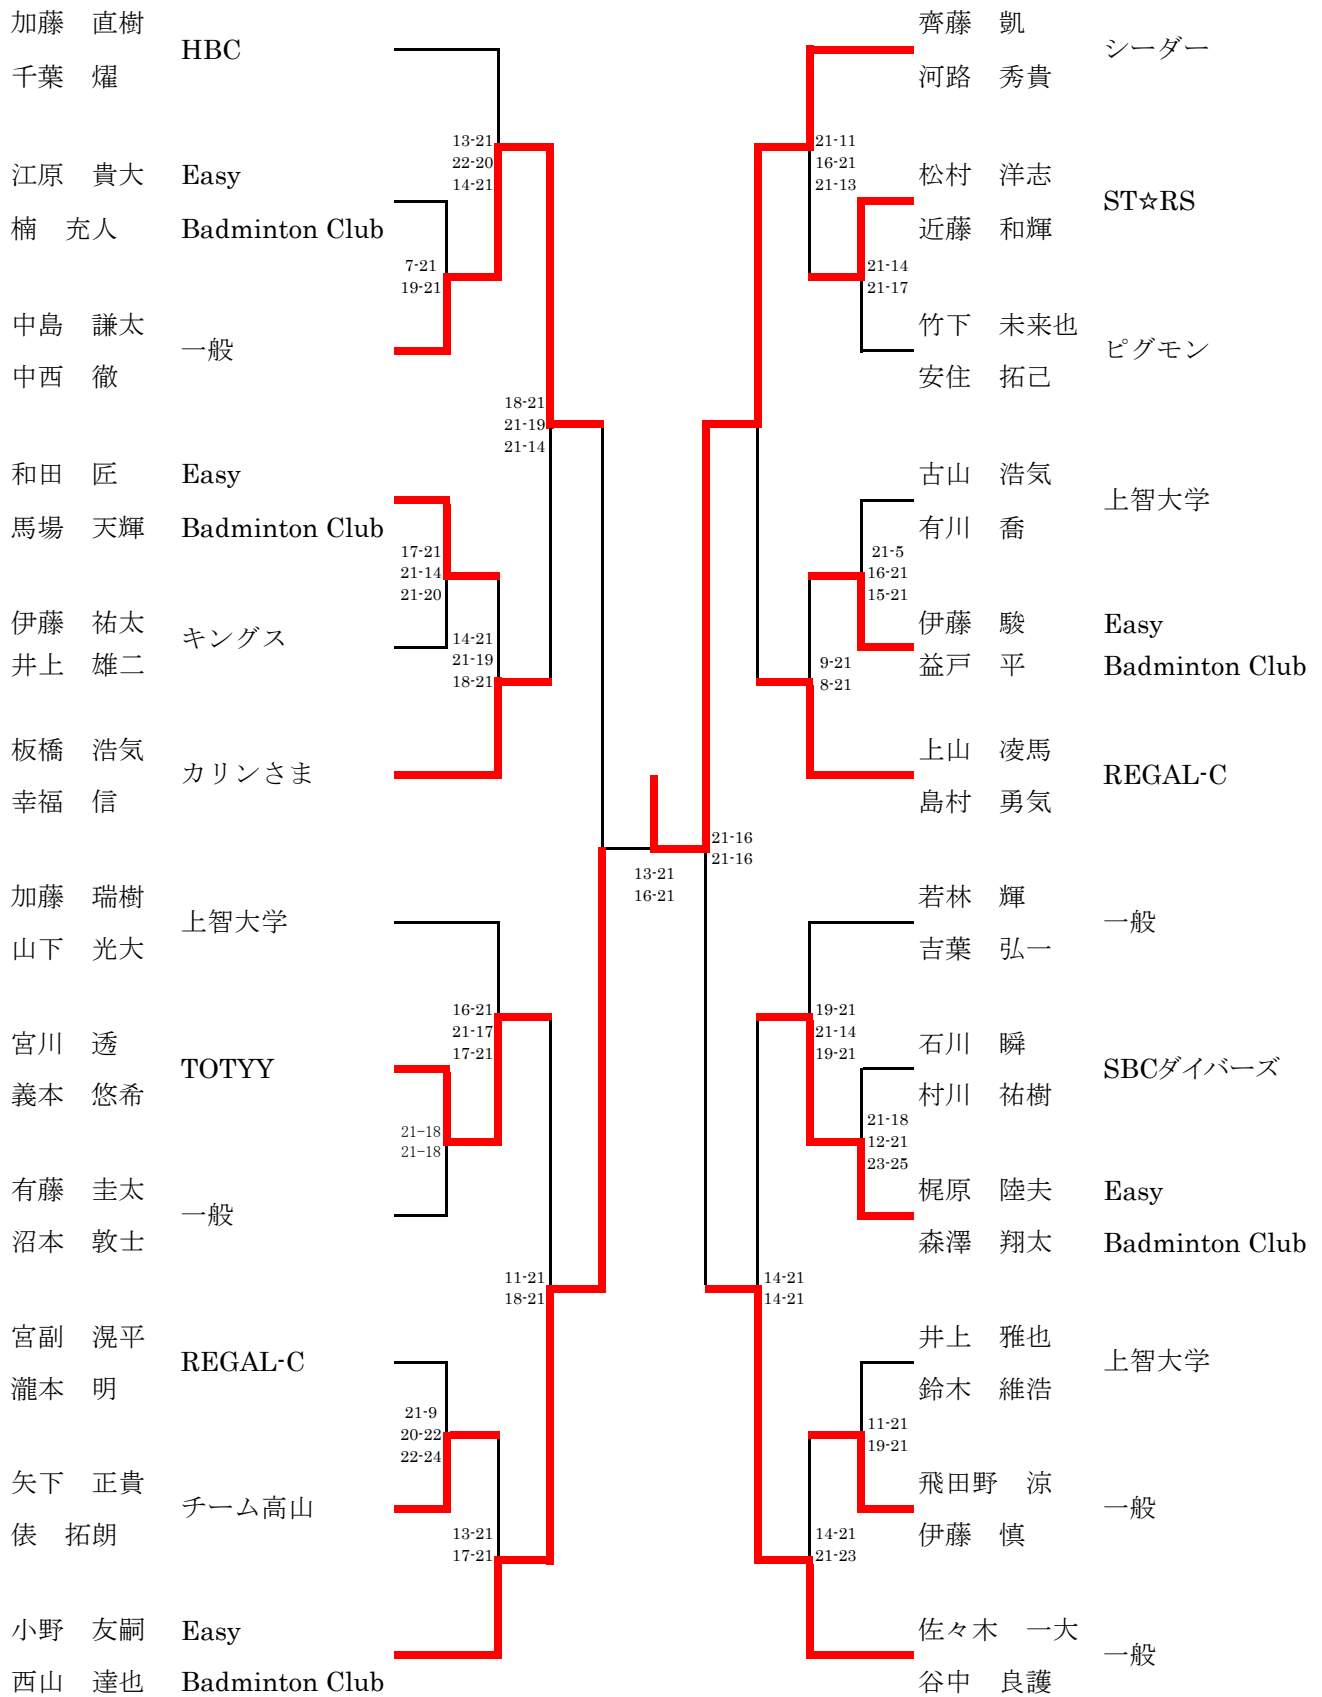 加藤　直樹
HBC
千葉　燿
13-21
22-20
14-21
江原　貴大 Easy
楠　充人 Badminton Club
7-21
19-21
中島　謙太
一般
中西　徹
18-21
21-19
21-14
和田　匠 Easy
馬場　天輝 Badminton Club
17-21
21-14
21-20
伊藤　祐太
キングス
井上　雄二
14-21
21-19
18-21
板橋　浩気
カリンさま
幸福　信
加藤　瑞樹
上智大学
山下　光大
16-21
21-17
17-21
宮川　透
TOTYY
義本　悠希
21-18
21-18
有藤　圭太
一般
沼本　敦士
11-21
18-21
宮副　滉平
REGAL-C
瀧本　明
21-9
20-22
22-24
矢下　正貴
チーム高山
俵　拓朗
13-21
17-21
小野　友嗣 Easy
西山　達也 Badminton Club
13-21
16-21
齊藤　凱
シーダー
河路　秀貴
21-11
16-21
21-13
松村　洋志
ST☆RS
近藤　和輝
21-14
21-17
竹下　未来也
ピグモン
安住　拓己
古山　浩気
上智大学
有川　喬
21-5
16-21
15-21
伊藤　駿 Easy
益戸　平 Badminton Club
9-21
8-21
上山　凌馬
REGAL-C
島村　勇気
21-16
21-16
若林　輝
一般
吉葉　弘一
19-21
21-14
19-21
石川　瞬
SBCダイバーズ
村川　祐樹
21-18
12-21
23-25
梶原　陸夫 Easy
森澤　翔太 Badminton Club
14-21
14-21
井上　雅也
上智大学
鈴木　維浩
11-21
19-21
飛田野　涼
一般
伊藤　慎
14-21
21-23
佐々木　一大
一般
谷中　良護